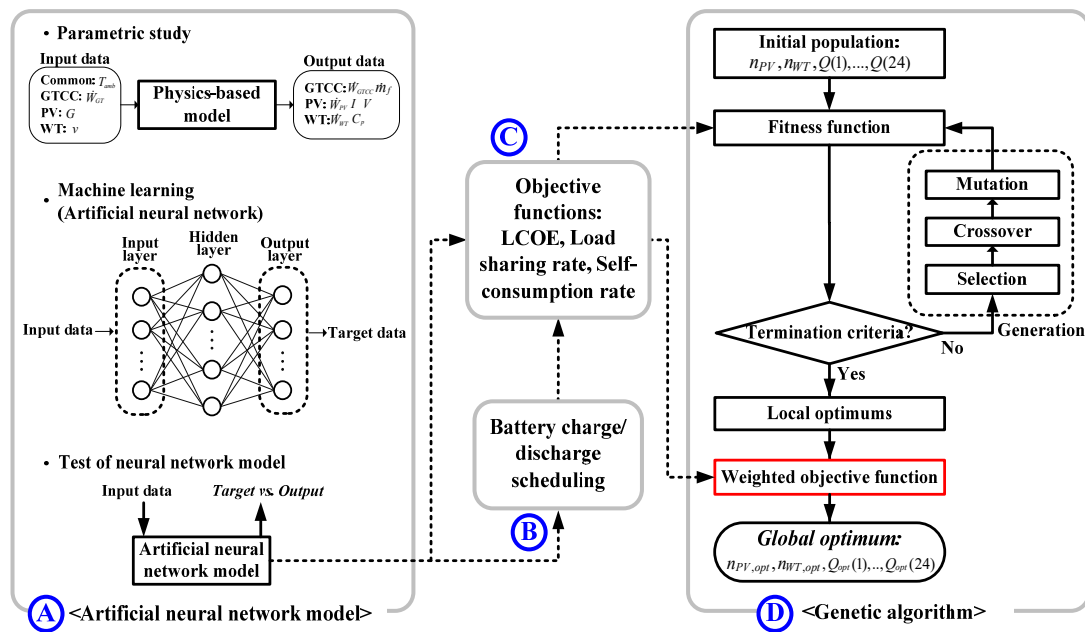 • Parametric study
Input data
Common: T_amb
GTCC: Ẇ_GT
PV: G
WT: v
Physics-based
model
Output data
GTCC: Ẇ_GTCC ṁ_f
PV: Ẇ_PV I V
WT: Ẇ_WT C_p
• Machine learning
(Artificial neural network)
Input
layer
Hidden
layer
Output
layer
Input data
Target data
• Test of neural network model
Input data
Target vs. Output
Artificial neural
network model
A <Artificial neural network model>
C
Objective
functions:
LCOE, Load
sharing rate, Self-
consumption rate
Battery charge/
discharge
scheduling
B
Initial population:
n_PV, n_WT, Q(1),...,Q(24)
Fitness function
Mutation
Crossover
Selection
Generation
Termination criteria?
No
Yes
Local optimums
Weighted objective function
Global optimum:
n_PV,opt, n_WT,opt, Q_opt(1),..,Q_opt(24)
D <Genetic algorithm>